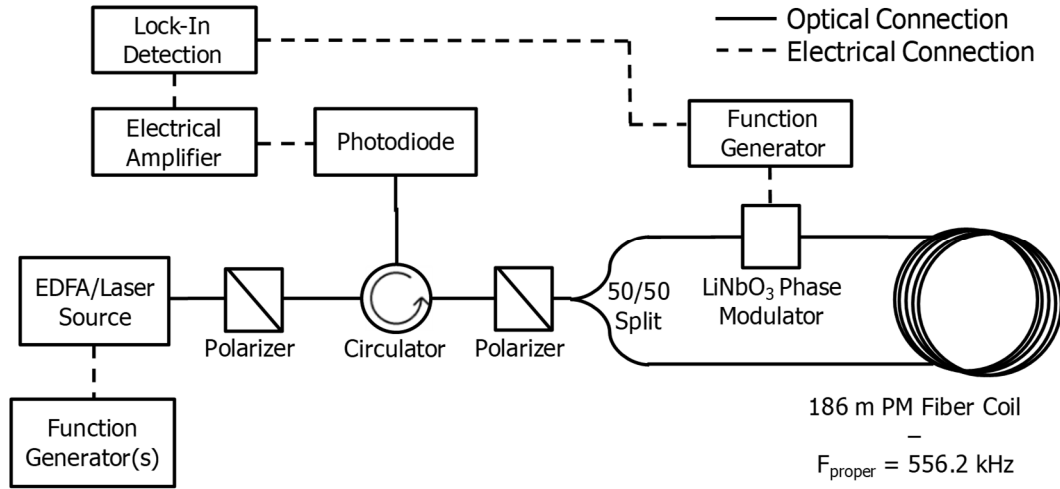 Lock-In
Detection
Optical Connection
Electrical Connection
Electrical
Amplifier
Photodiode
Function
Generator
EDFA/Laser
Source
Polarizer
Circulator
Polarizer
50/50
Split
LiNbO₃ Phase
Modulator
Function
Generator(s)
186 m PM Fiber Coil
–
Fproper = 556.2 kHz